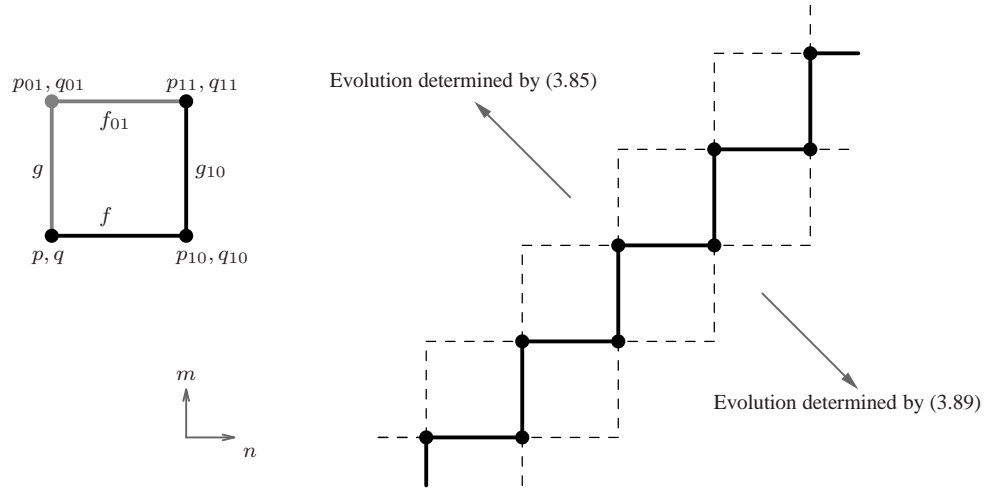 p₀₁, q₀₁
p₁₁, q₁₁
f₀₁
g
g₁₀
f
p, q
p₁₀, q₁₀
m
n
Evolution determined by (3.85)
Evolution determined by (3.89)